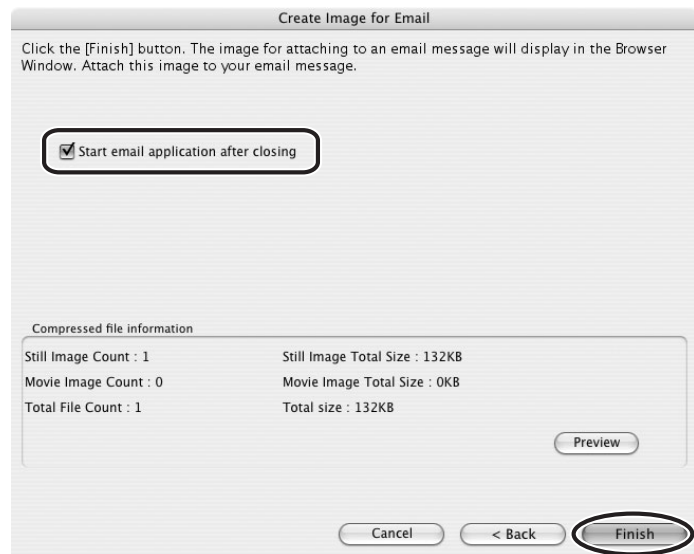 Create Image for Email
Click the [Finish] button. The image for attaching to an email message will display in the Browser
Window. Attach this image to your email message.
Start email application after closing
Compressed file information
Still Image Count : 1 Still Image Total Size : 132KB
Movie Image Count : 0 Movie Image Total Size : 0KB
Total File Count : 1 Total size : 132KB
Preview
Cancel < Back Finish